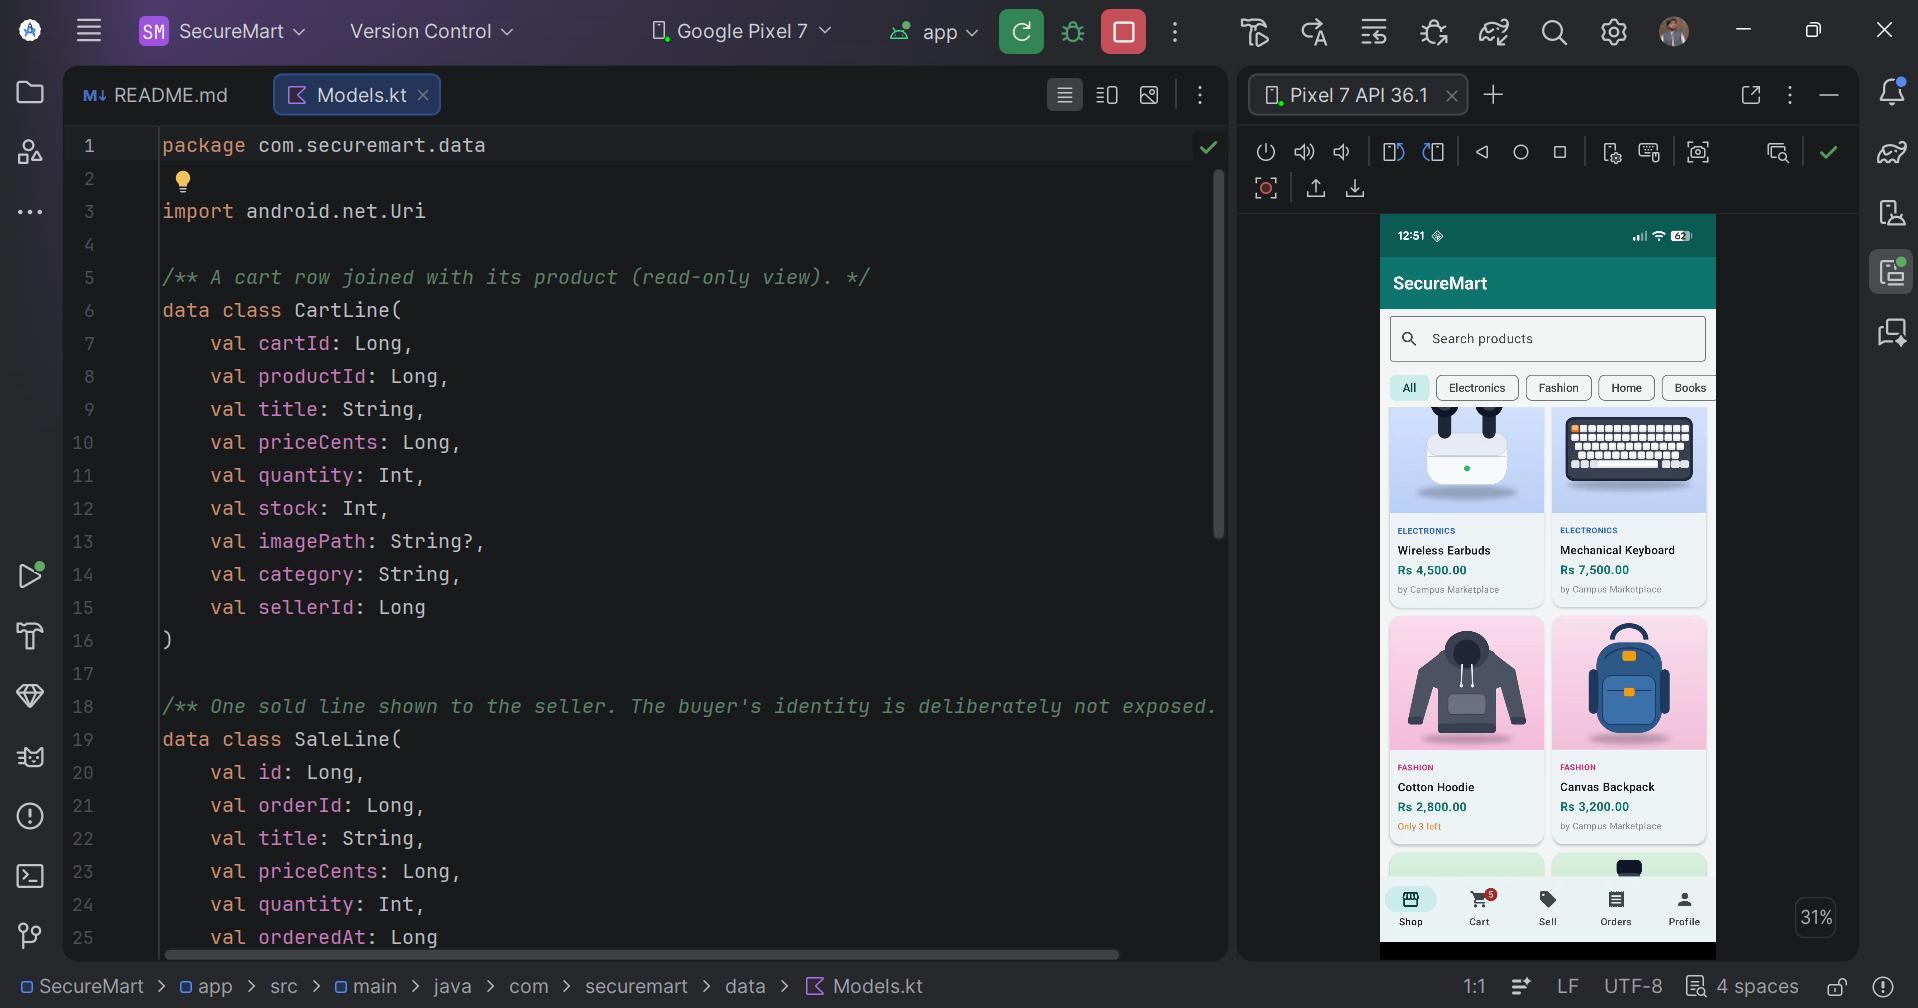 SM SecureMart Version Control Google Pixel 7 app
README.md Models.kt
Pixel 7 API 36.1
1 package com.securemart.data
2
3 import android.net.Uri
4
5 /** A cart row joined with its product (read-only view). */
6 data class CartLine(
7 val cartId: Long,
8 val productId: Long,
9 val title: String,
10 val priceCents: Long,
11 val quantity: Int,
12 val stock: Int,
13 val imagePath: String?,
14 val category: String,
15 val sellerId: Long
16 )
17
18 /** One sold line shown to the seller. The buyer's identity is deliberately not exposed.
19 data class SaleLine(
20 val id: Long,
21 val orderId: Long,
22 val title: String,
23 val priceCents: Long,
24 val quantity: Int,
25 val orderedAt: Long
12:51 62
SecureMart
Search products
All Electronics Fashion Home Books
ELECTRONICS
Wireless Earbuds
Rs 4,500.00
by Campus Marketplace
ELECTRONICS
Mechanical Keyboard
Rs 7,500.00
by Campus Marketplace
FASHION
Cotton Hoodie
Rs 2,800.00
Only 3 left
FASHION
Canvas Backpack
Rs 3,200.00
by Campus Marketplace
5
Shop Cart Sell Orders Profile
31%
SecureMart > app > src > main > java > com > securemart > data > Models.kt
1:1 LF UTF-8 4 spaces